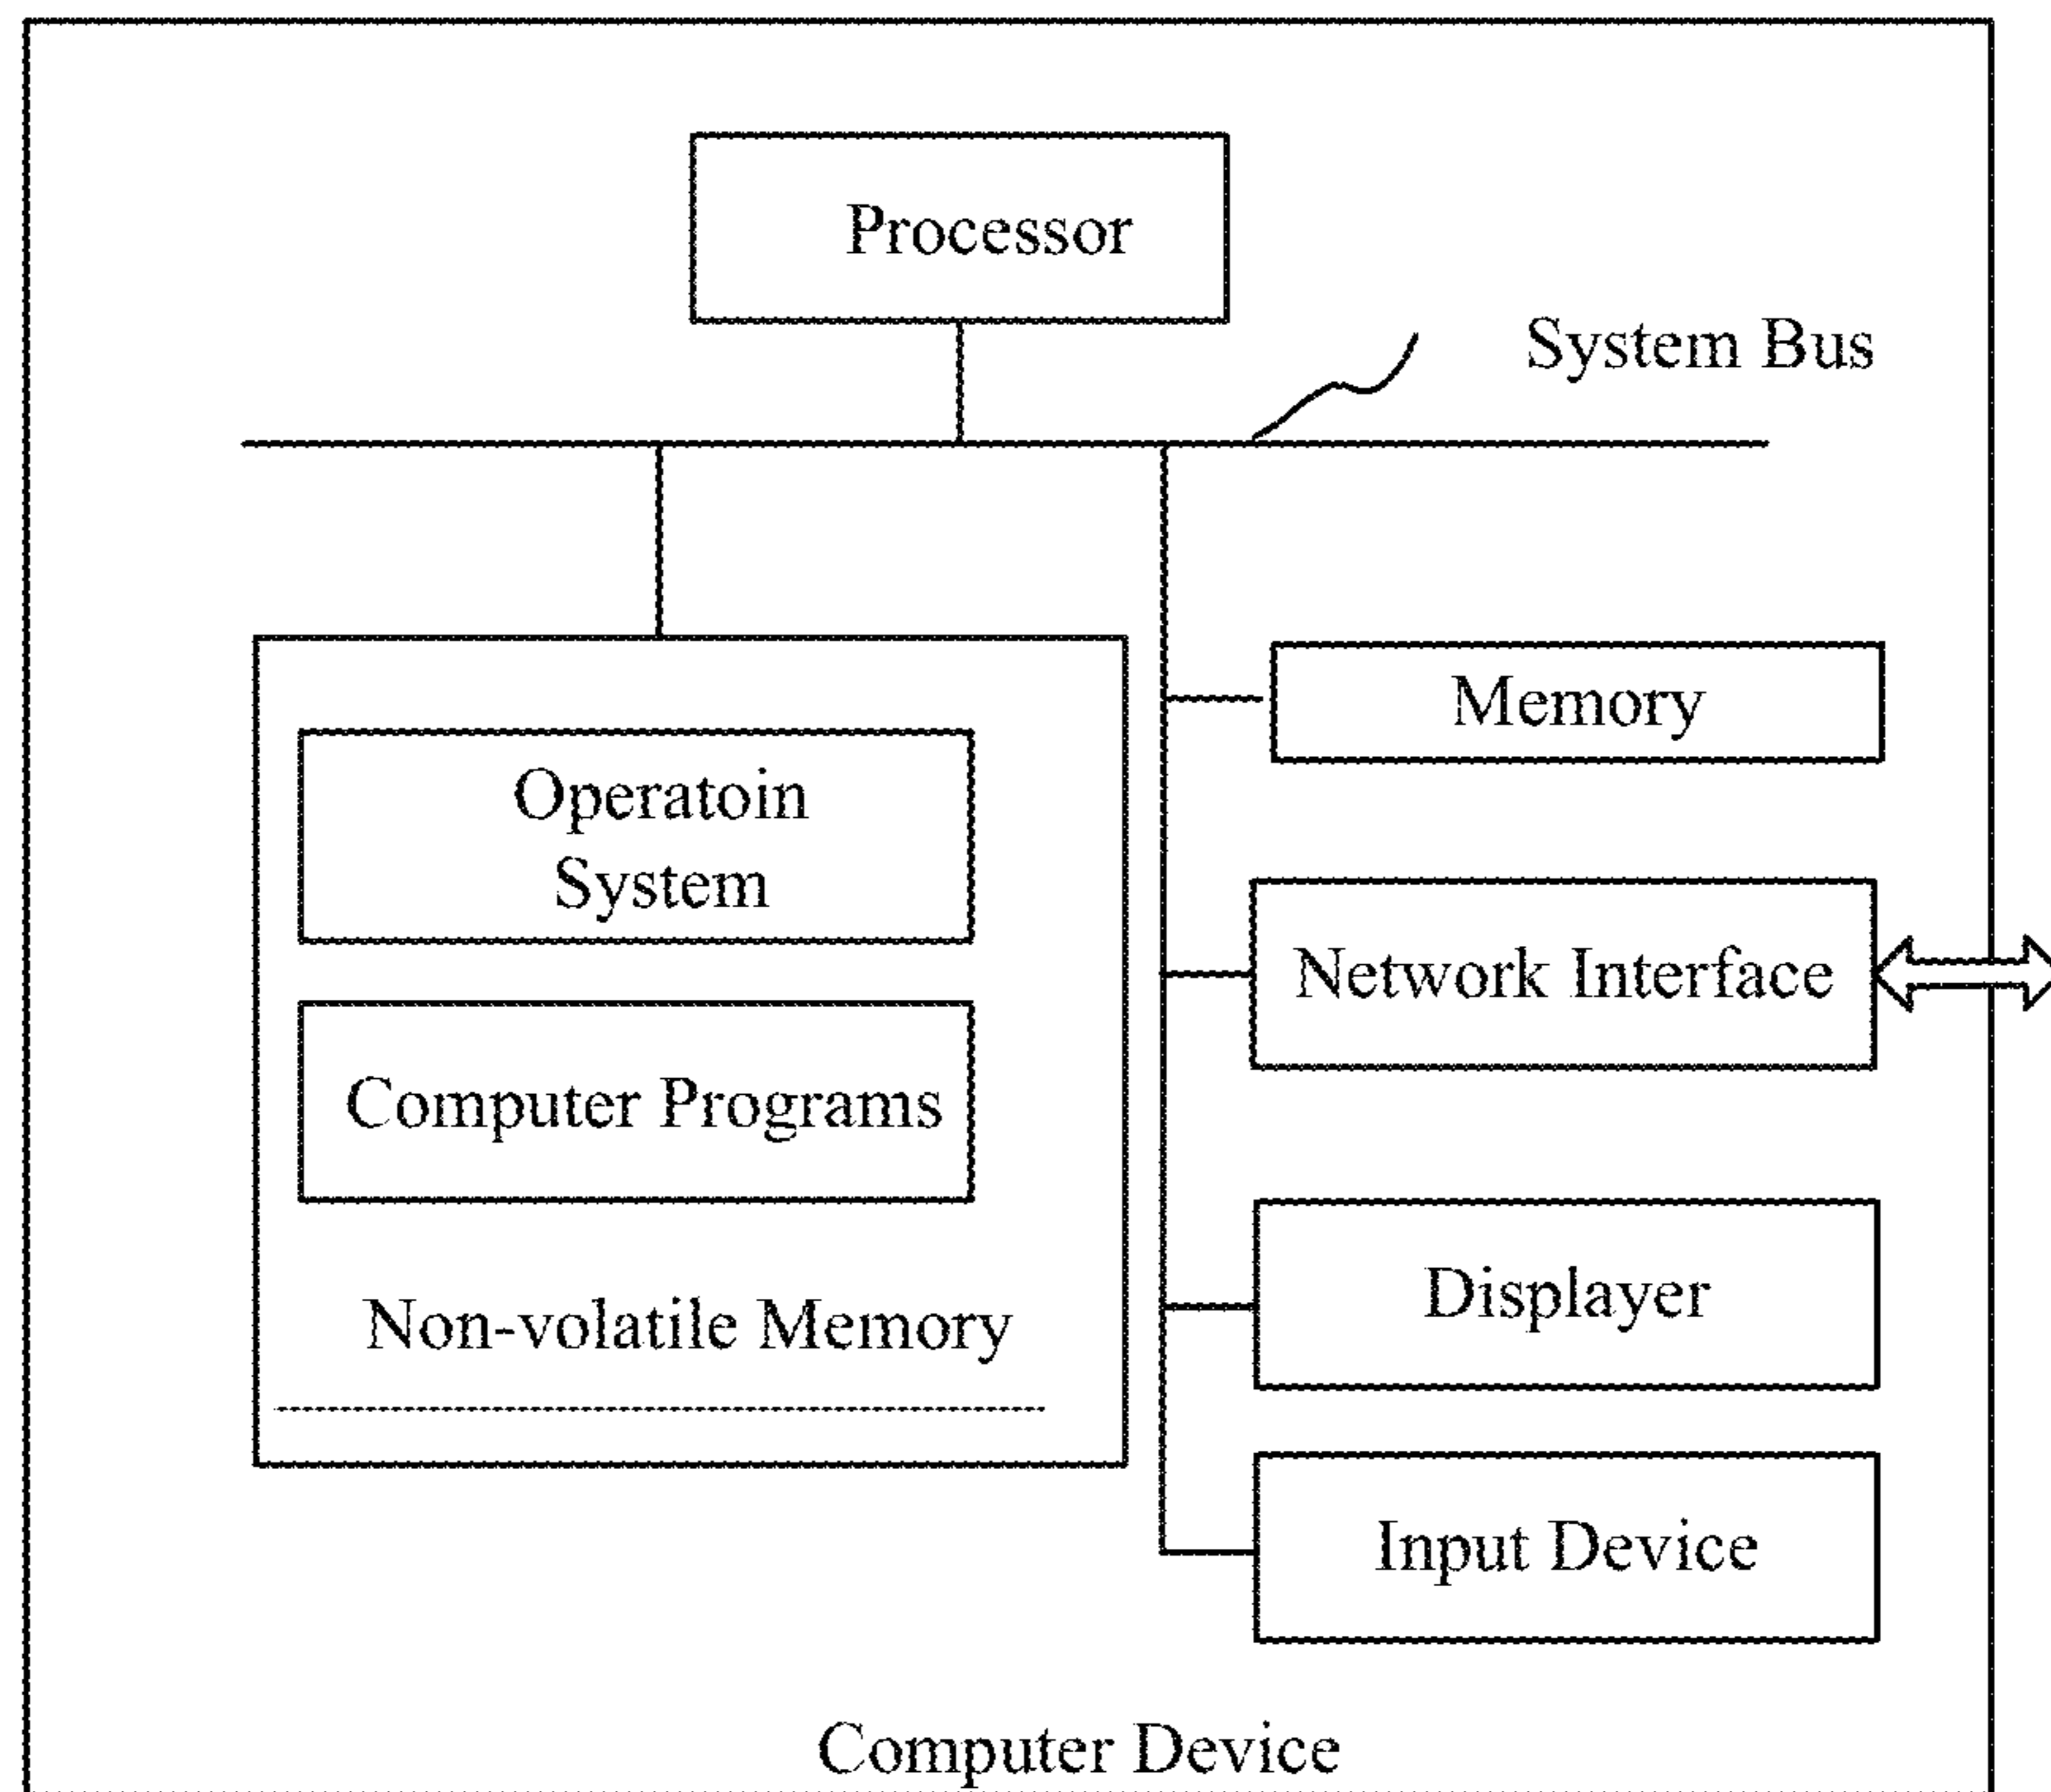 Processor
System Bus
Memory
Operatoin
System
Network Interface
Computer Programs
Displayer
Non-volatile Memory
Input Device
Computer Device